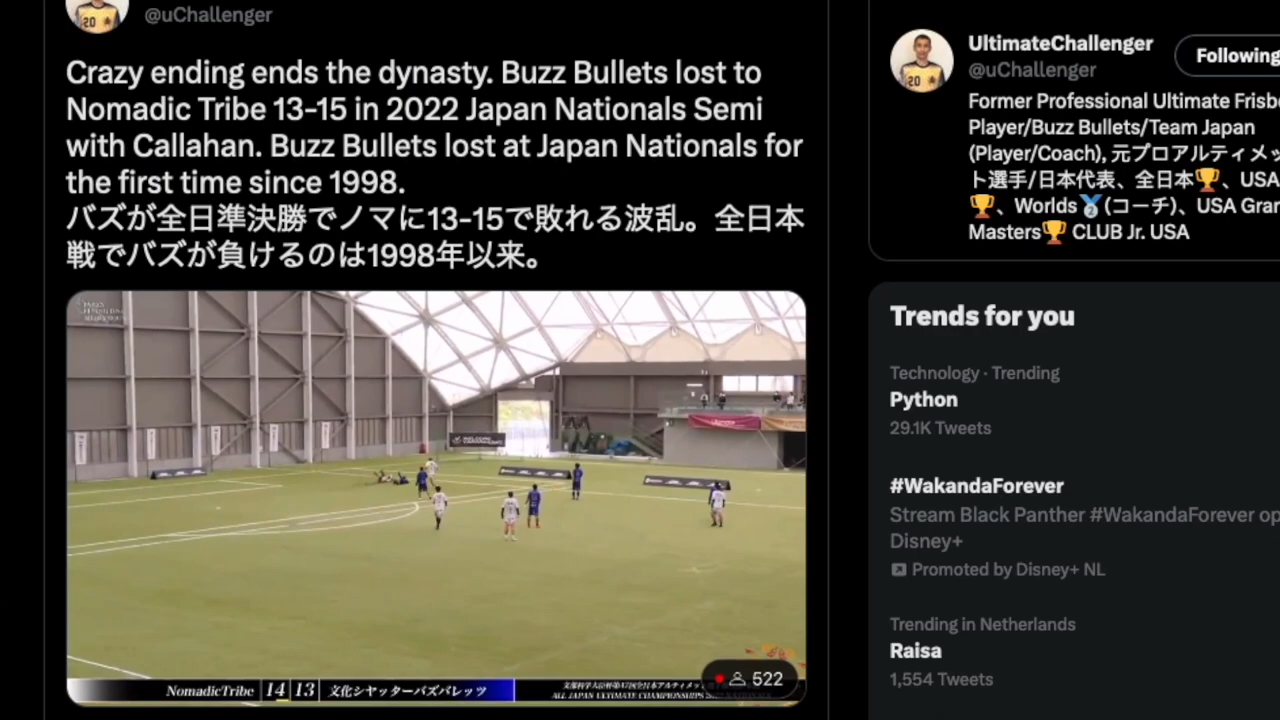 @uChallenger
Crazy ending ends the dynasty. Buzz Bullets lost to
Nomadic Tribe 13-15 in 2022 Japan Nationals Semi
with Callahan. Buzz Bullets lost at Japan Nationals for
the first time since 1998.
バズが全日準決勝でノマに13-15で敗れる波乱。全日本
戦でバズが負けるのは1998年以来。
NomadicTribe 14 13 文化シヤッターバズバレッツ
ALL JAPAN ULTIMATE CHAMPIONSHIPS
522
UltimateChallenger
Following
@uChallenger
Former Professional Ultimate Frisb
Player/Buzz Bullets/Team Japan
(Player/Coach), 元プロアルティメッ
ト選手/日本代表、全日本🏆、USA
🏆、Worlds🥈(コーチ)、USA Gran
Masters🏆 CLUB Jr. USA
Trends for you
Technology · Trending
Python
29.1K Tweets
#WakandaForever
Stream Black Panther #WakandaForever op
Disney+
Promoted by Disney+ NL
Trending in Netherlands
Raisa
1,554 Tweets